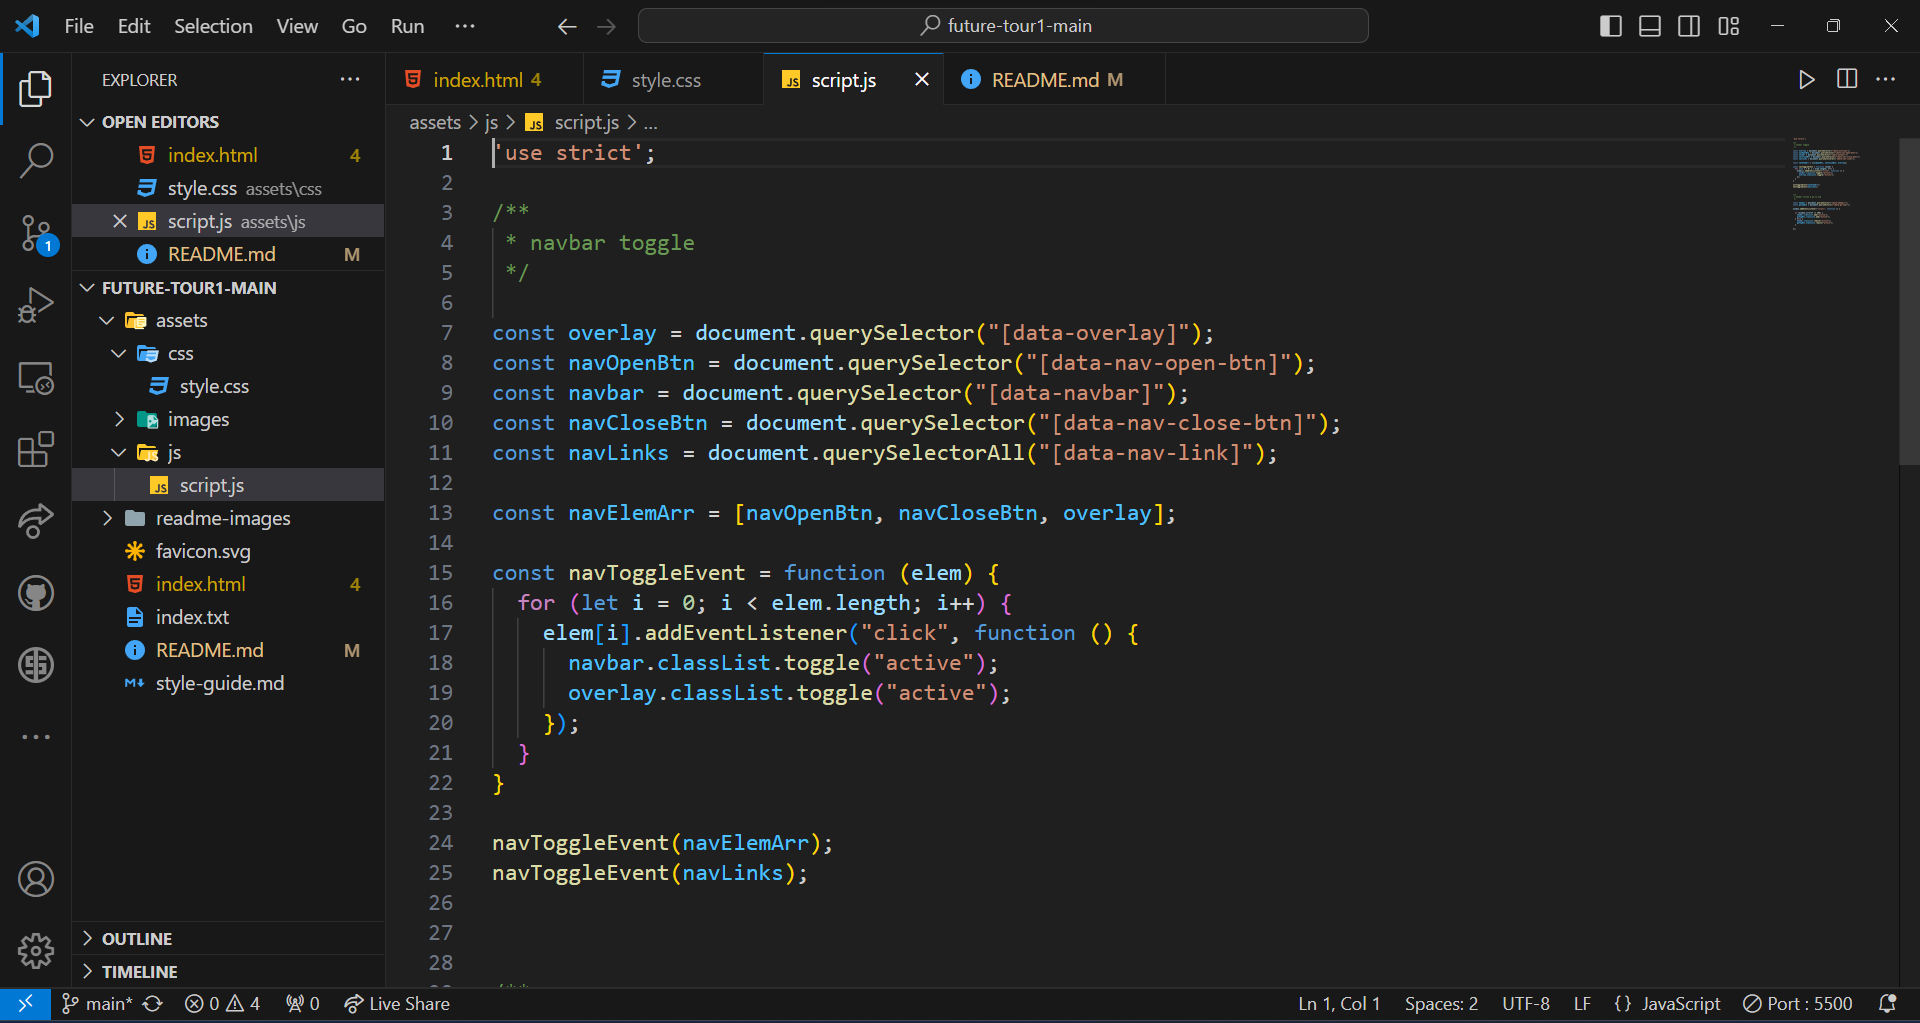 File Edit Selection View Go Run
future-tour1-main
EXPLORER
OPEN EDITORS
index.html 4
style.css assets\css
script.js assets\js
README.md M
FUTURE-TOUR1-MAIN
assets
css
style.css
images
js
script.js
readme-images
favicon.svg
index.html 4
index.txt
README.md M
style-guide.md
OUTLINE
TIMELINE
1
index.html 4
style.css
script.js
README.md M
assets > js > script.js > ...
1 'use strict';
2
3 /**
4 * navbar toggle
5 */
6
7 const overlay = document.querySelector("[data-overlay]");
8 const navOpenBtn = document.querySelector("[data-nav-open-btn]");
9 const navbar = document.querySelector("[data-navbar]");
10 const navCloseBtn = document.querySelector("[data-nav-close-btn]");
11 const navLinks = document.querySelectorAll("[data-nav-link]");
12
13 const navElemArr = [navOpenBtn, navCloseBtn, overlay];
14
15 const navToggleEvent = function (elem) {
16 for (let i = 0; i < elem.length; i++) {
17 elem[i].addEventListener("click", function () {
18 navbar.classList.toggle("active");
19 overlay.classList.toggle("active");
20 });
21 }
22 }
23
24 navToggleEvent(navElemArr);
25 navToggleEvent(navLinks);
26
27
28
main* 0 4 0 Live Share
Ln 1, Col 1 Spaces: 2 UTF-8 LF {} JavaScript Port : 5500